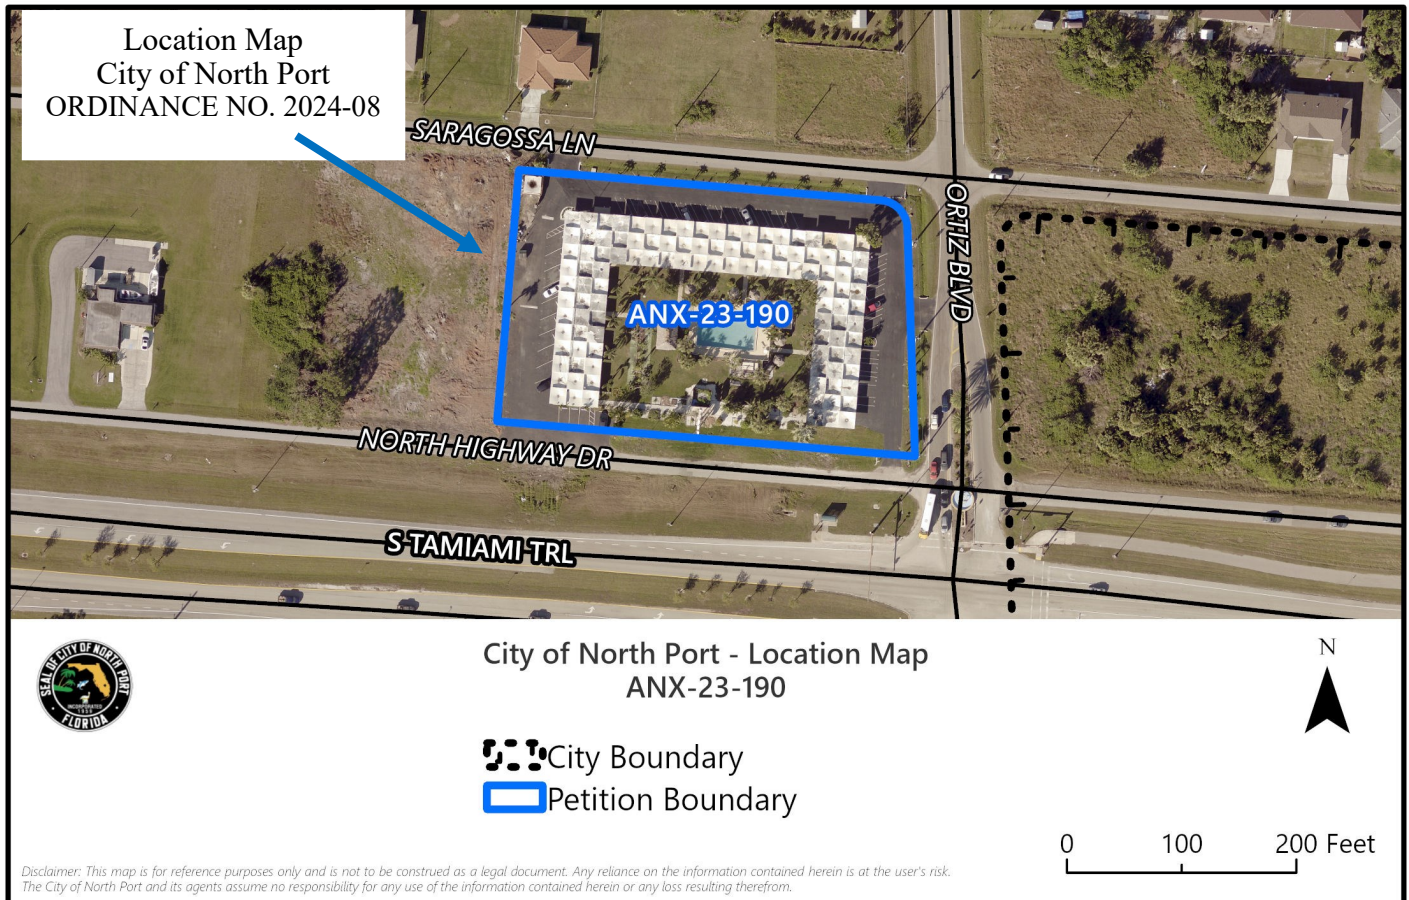 Location Map
City of North Port
ORDINANCE NO. 2024-08
SARAGOSSA LN
ORTIZ BLVD
ANX-23-190
NORTH HIGHWAY DR
S TAMIAMI TRL
SEAL OF CITY OF NORTH PORT
INCORPORATED
1959
FLORIDA
City of North Port - Location Map
ANX-23-190
N
City Boundary
Petition Boundary
0 100 200 Feet
Disclaimer: This map is for reference purposes only and is not to be construed as a legal document. Any reliance on the information contained herein is at the user's risk.
The City of North Port and its agents assume no responsibility for any use of the information contained herein or any loss resulting therefrom.